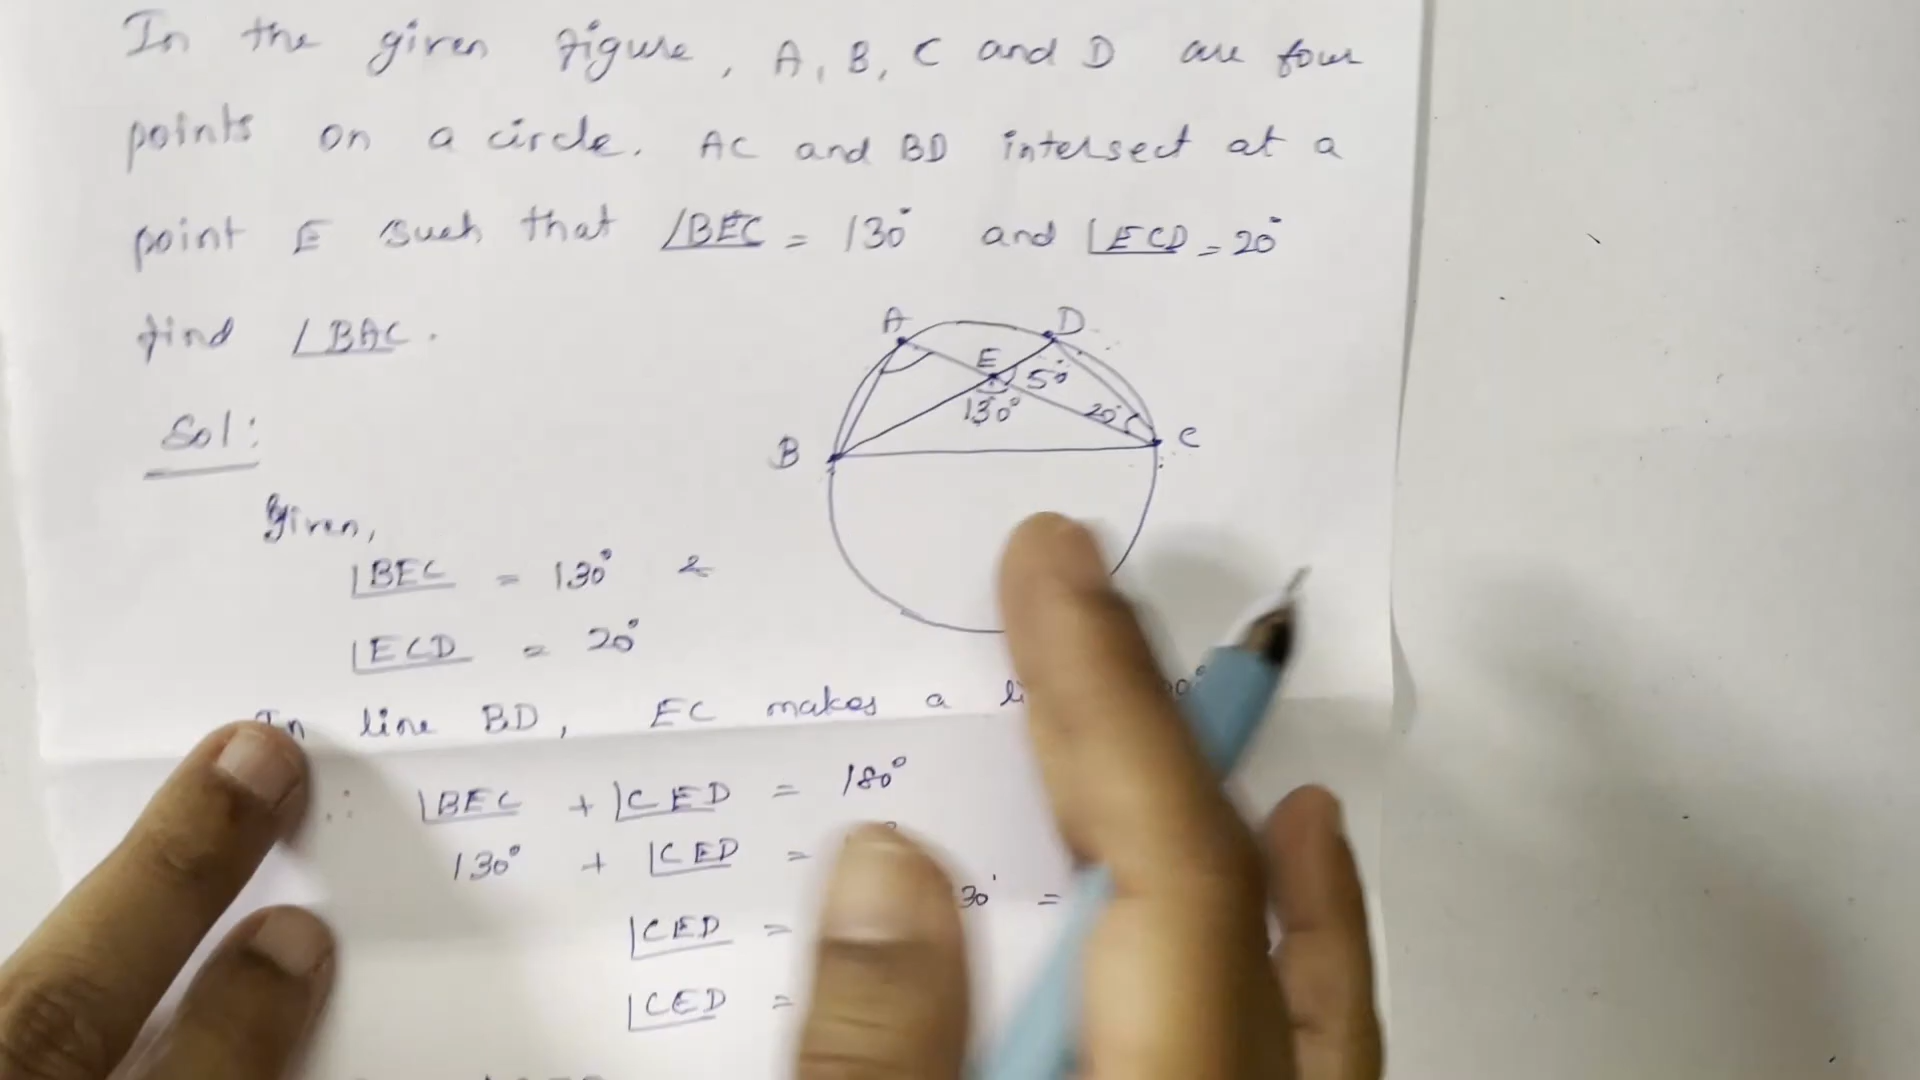 In the given figure, A, B, C and D are four
points on a circle. AC and BD intersect at a
point E such that ∠BEC = 130° and ∠ECD = 20°
find ∠BAC.
A
D
E
50°
130°
20°
B
C
Sol:
Given,
∠BEC = 130° &
∠ECD = 20°
In line BD, EC makes a
∴ ∠BEC + ∠CED = 180°
130° + ∠CED =
∠CED = 30° =
∠CED =